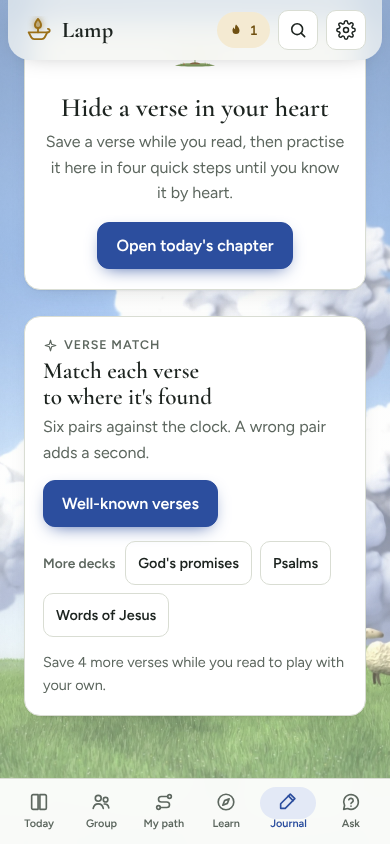 Lamp
1
Hide a verse in your heart
Save a verse while you read, then practise
it here in four quick steps until you know
it by heart.
Open today's chapter
VERSE MATCH
Match each verse
to where it's found
Six pairs against the clock. A wrong pair
adds a second.
Well-known verses
More decks
God's promises
Psalms
Words of Jesus
Save 4 more verses while you read to play with
your own.
Today
Group
My path
Learn
Journal
Ask